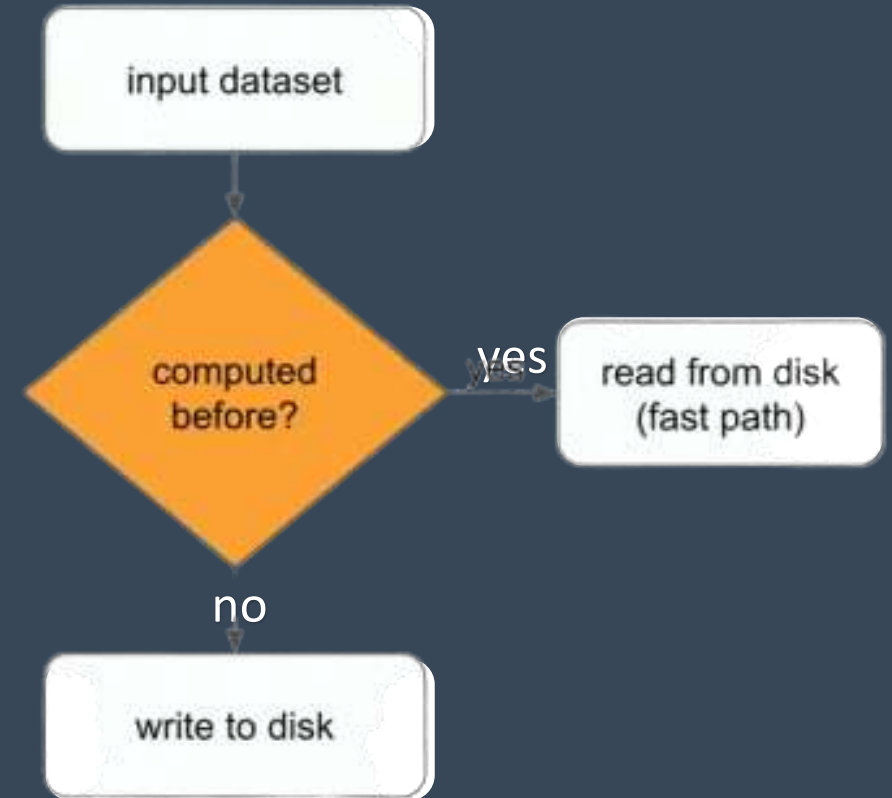 input dataset
computed
before?
yes
read from disk
(fast path)
no
write to disk